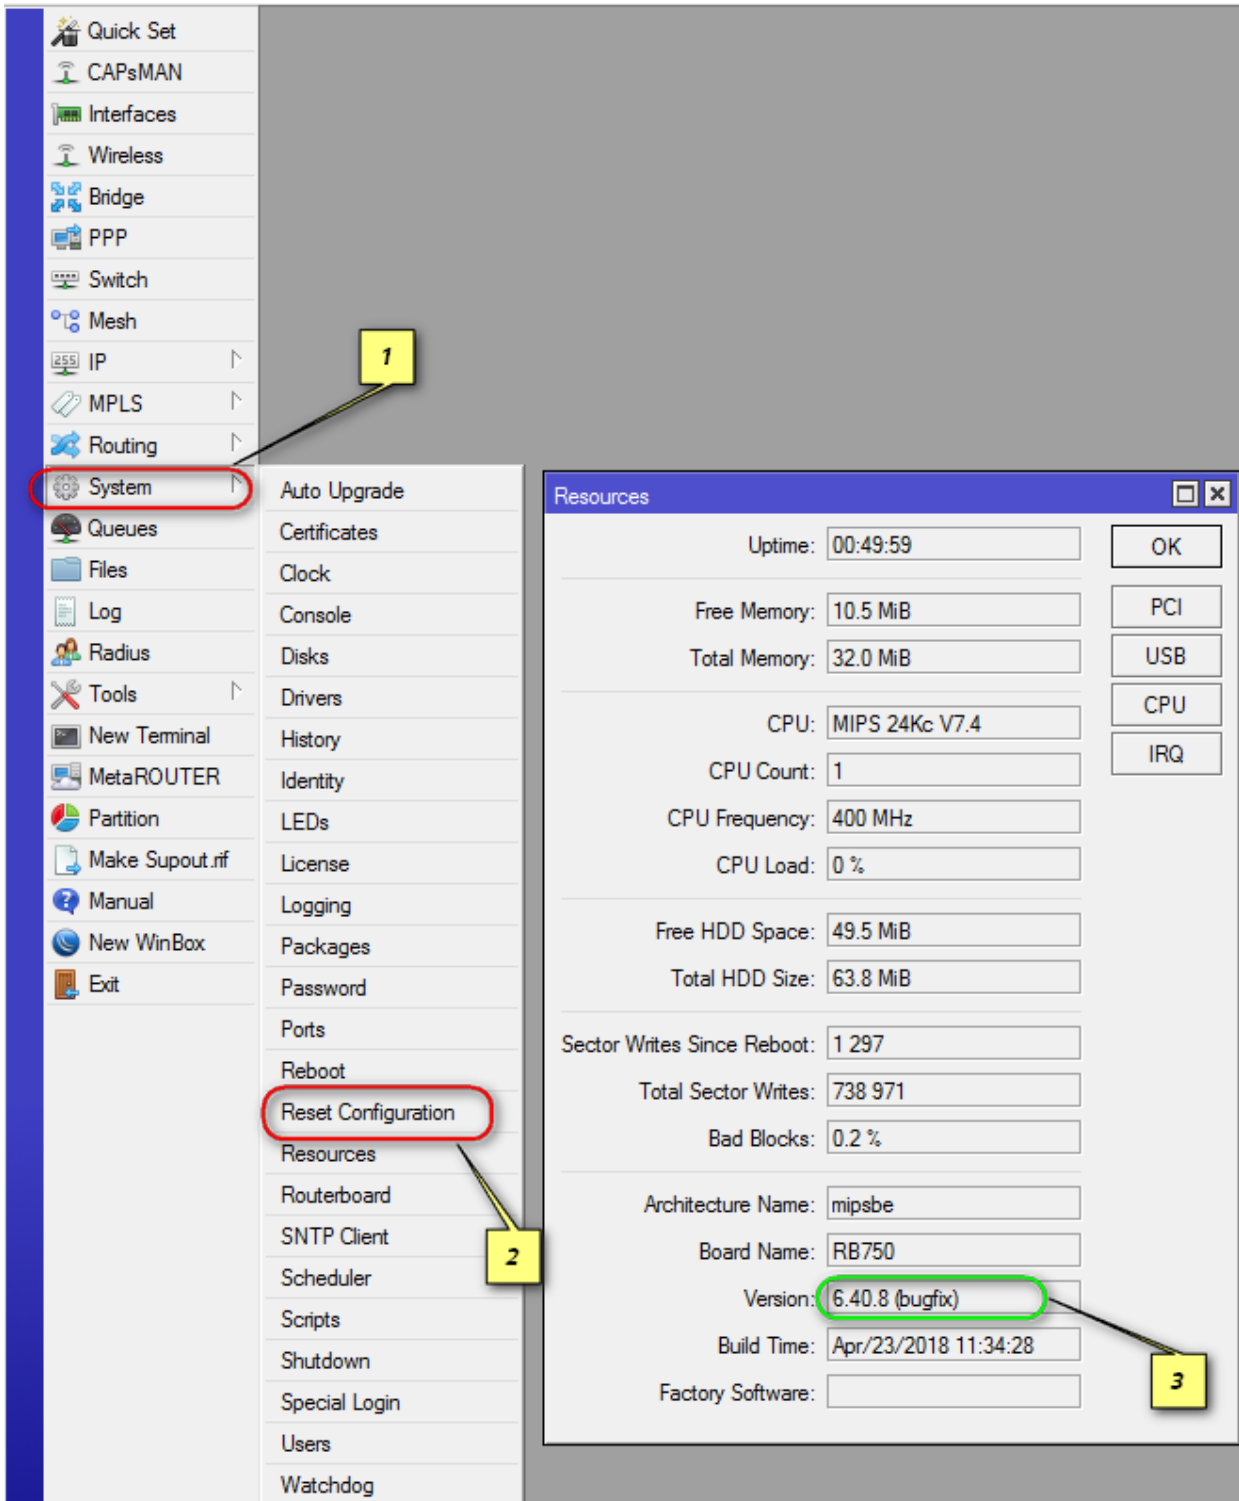 Quick Set
CAPsMAN
Interfaces
Wireless
Bridge
PPP
Switch
Mesh
255 IP
MPLS
Routing
System
Queues
Files
Log
Radius
Tools
New Terminal
MetaROUTER
Partition
Make Supout.rif
Manual
New WinBox
Exit
1
Auto Upgrade
Certificates
Clock
Console
Disks
Drivers
History
Identity
LEDs
License
Logging
Packages
Password
Ports
Reboot
Reset Configuration
Resources
Routerboard
SNTP Client
Scheduler
Scripts
Shutdown
Special Login
Users
Watchdog
2
Resources
Uptime: 00:49:59
Free Memory: 10.5 MiB
Total Memory: 32.0 MiB
CPU: MIPS 24Kc V7.4
CPU Count: 1
CPU Frequency: 400 MHz
CPU Load: 0 %
Free HDD Space: 49.5 MiB
Total HDD Size: 63.8 MiB
Sector Writes Since Reboot: 1 297
Total Sector Writes: 738 971
Bad Blocks: 0.2 %
Architecture Name: mipsbe
Board Name: RB750
Version: 6.40.8 (bugfix)
Build Time: Apr/23/2018 11:34:28
Factory Software:
OK
PCI
USB
CPU
IRQ
3